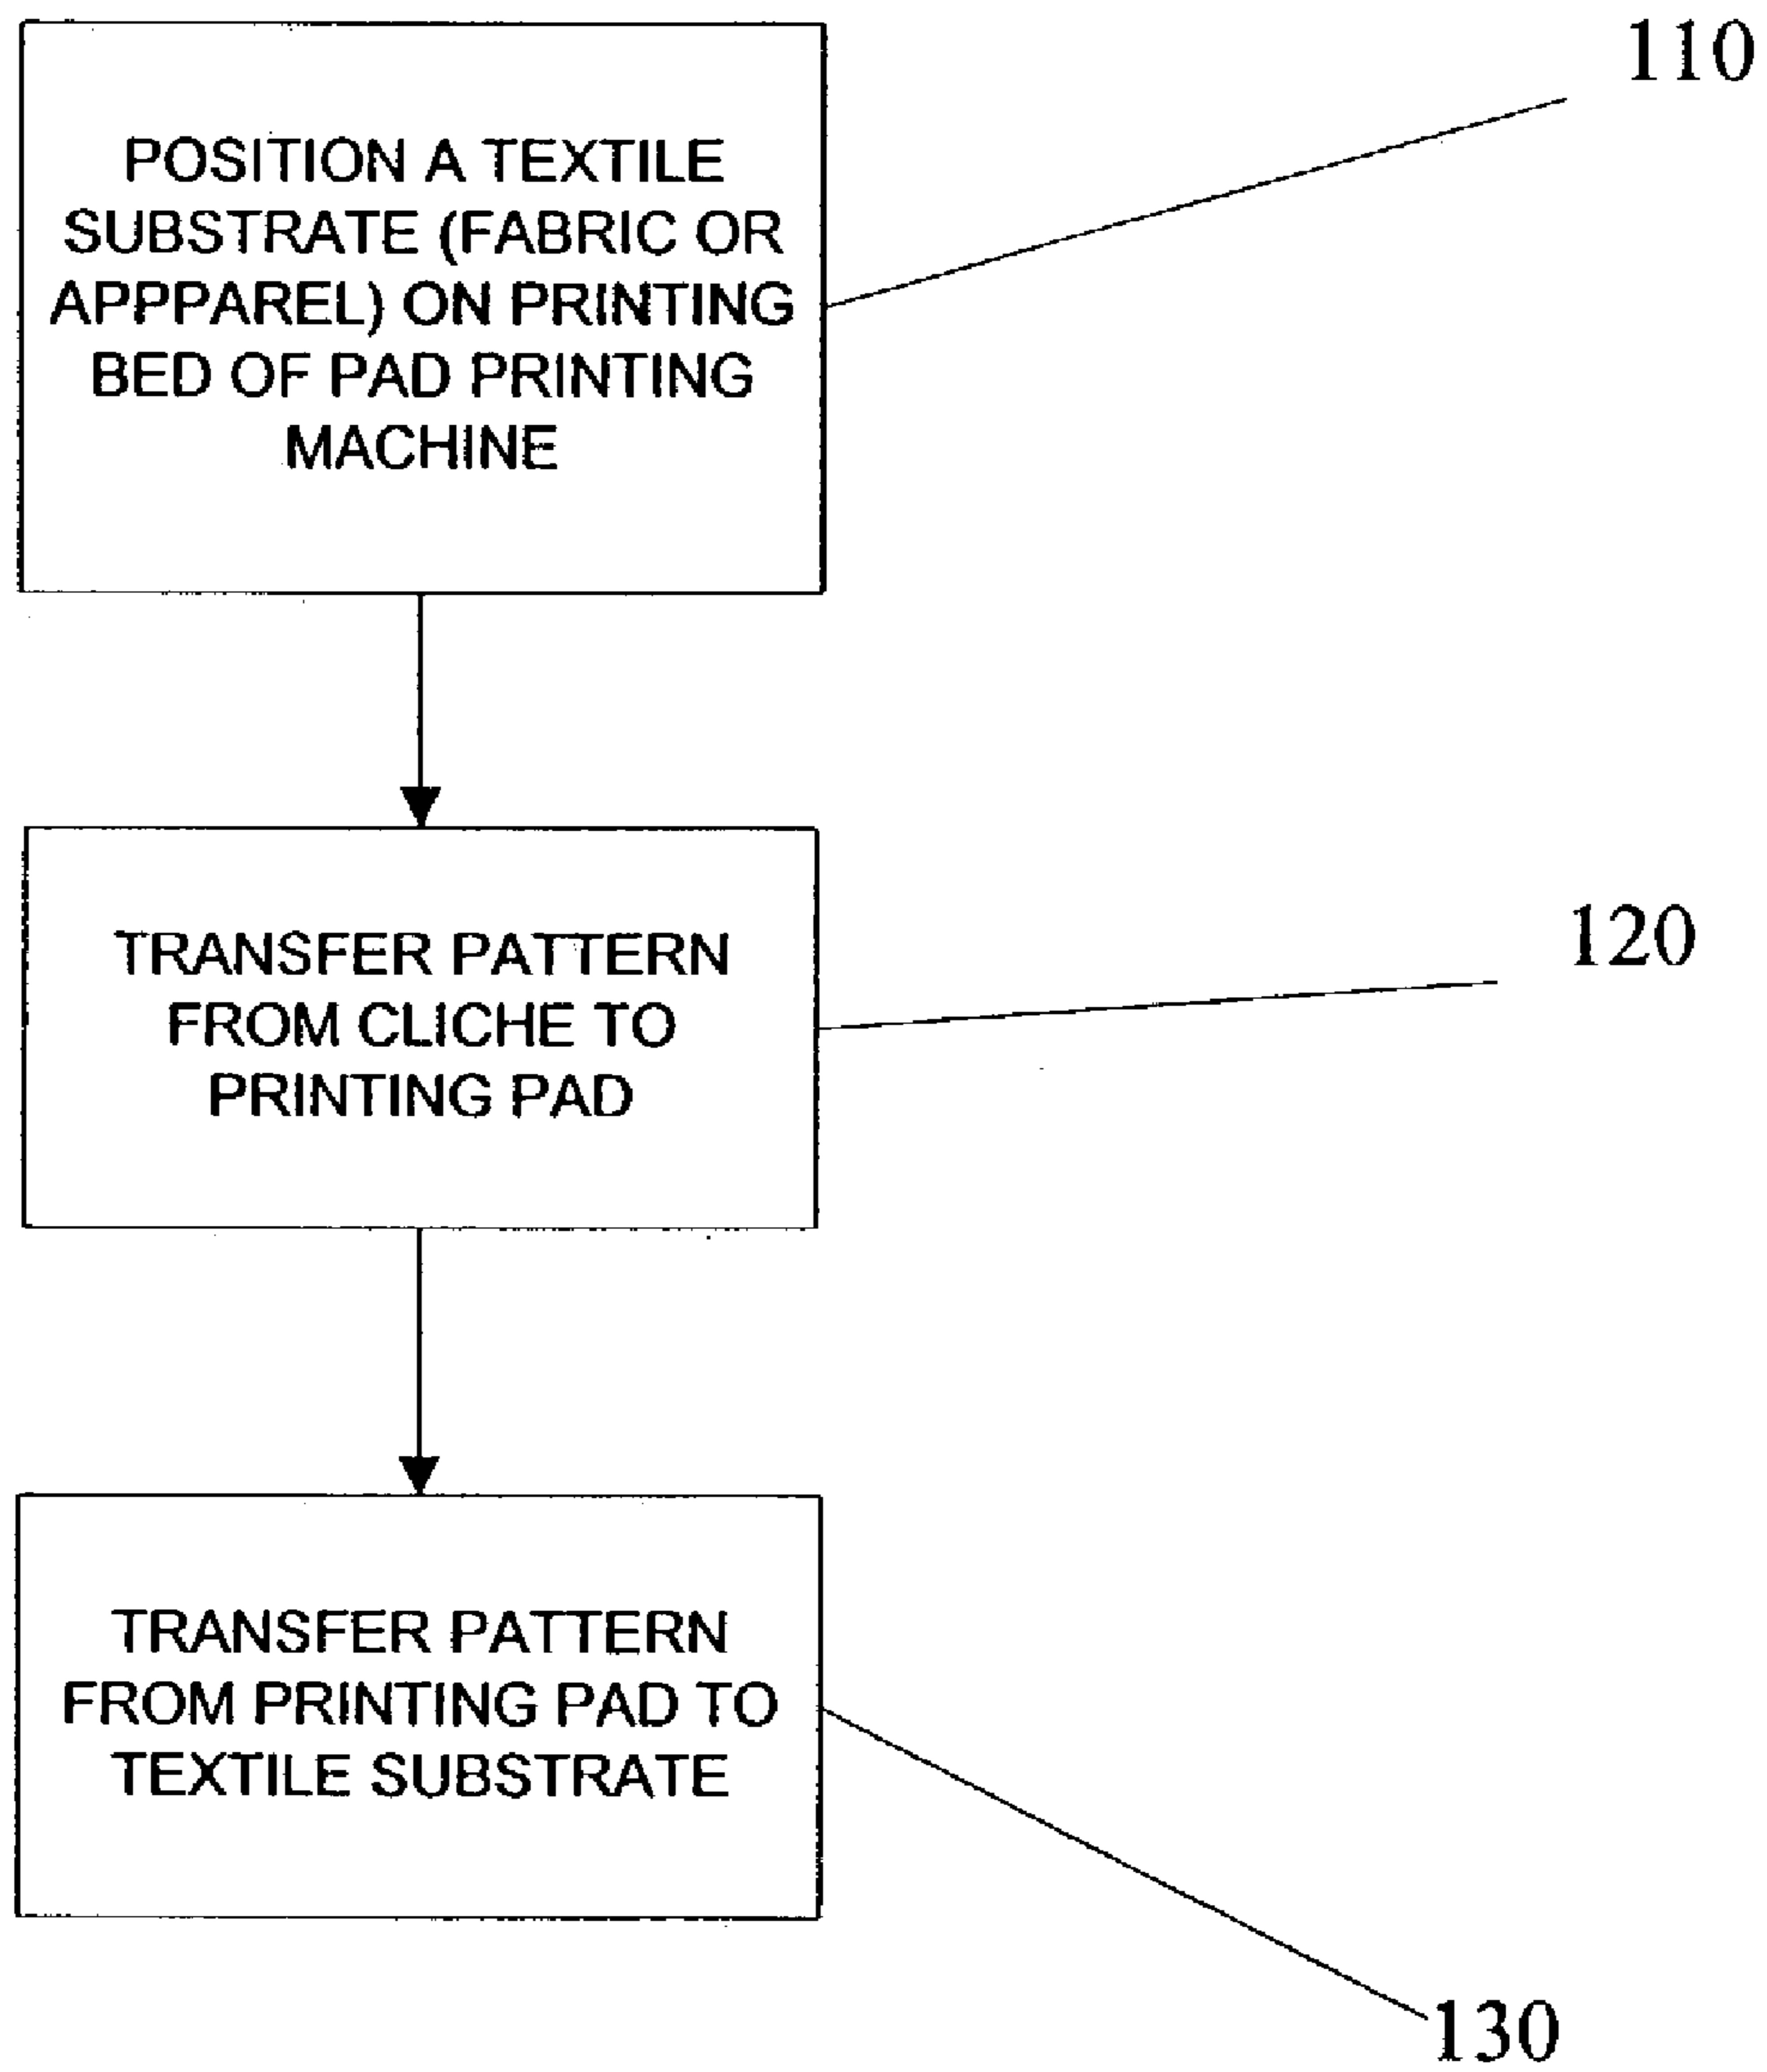 110
POSITION A TEXTILE
SUBSTRATE (FABRIC OR
APPPAREL) ON PRINTING
BED OF PAD PRINTING
MACHINE
120
TRANSFER PATTERN
FROM CLICHE TO
PRINTING PAD
TRANSFER PATTERN
FROM PRINTING PAD TO
TEXTILE SUBSTRATE
130